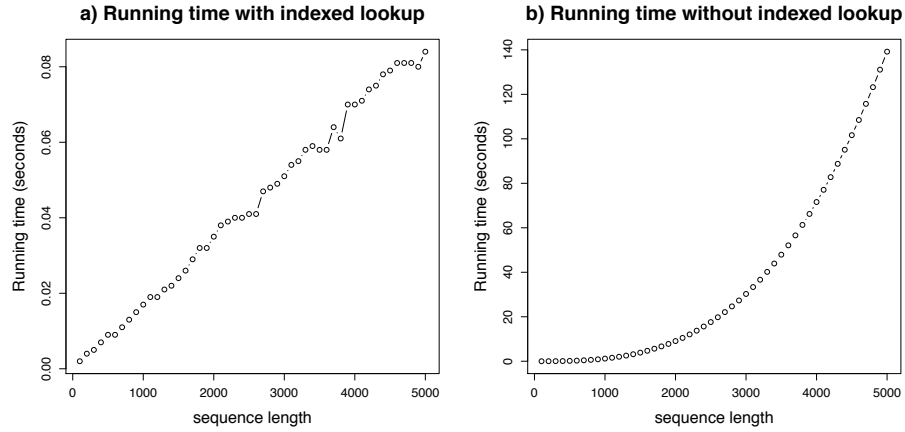 a) Running time with indexed lookup
Running time (seconds)
0.00
0.02
0.04
0.06
0.08
0 1000 2000 3000 4000 5000
sequence length
b) Running time without indexed lookup
Running time (seconds)
0
20
40
60
80
100
120
140
0 1000 2000 3000 4000 5000
sequence length